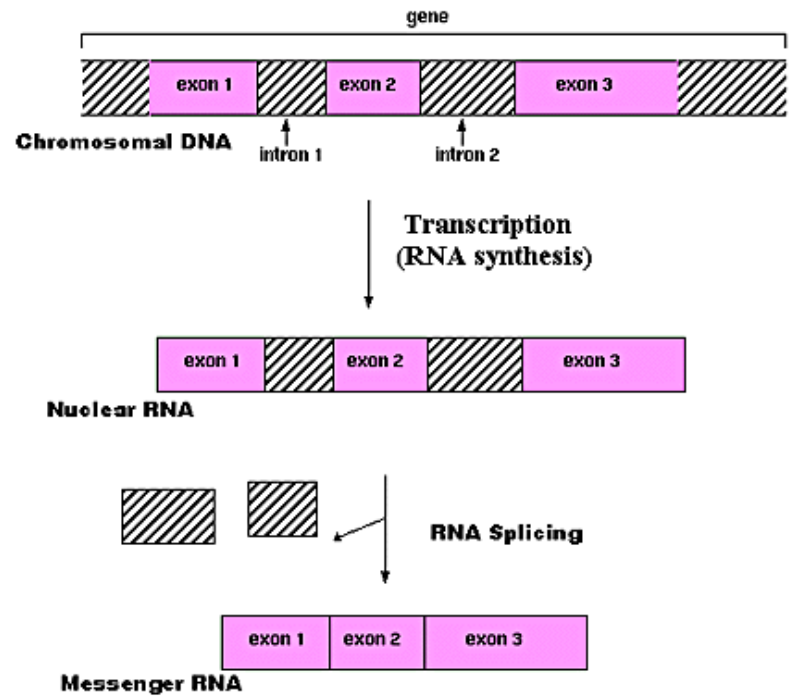 gene
exon 1
exon 2
exon 3
Chromosomal DNA
intron 1
intron 2
Transcription
(RNA synthesis)
exon 1
exon 2
exon 3
Nuclear RNA
RNA Splicing
exon 1
exon 2
exon 3
Messenger RNA